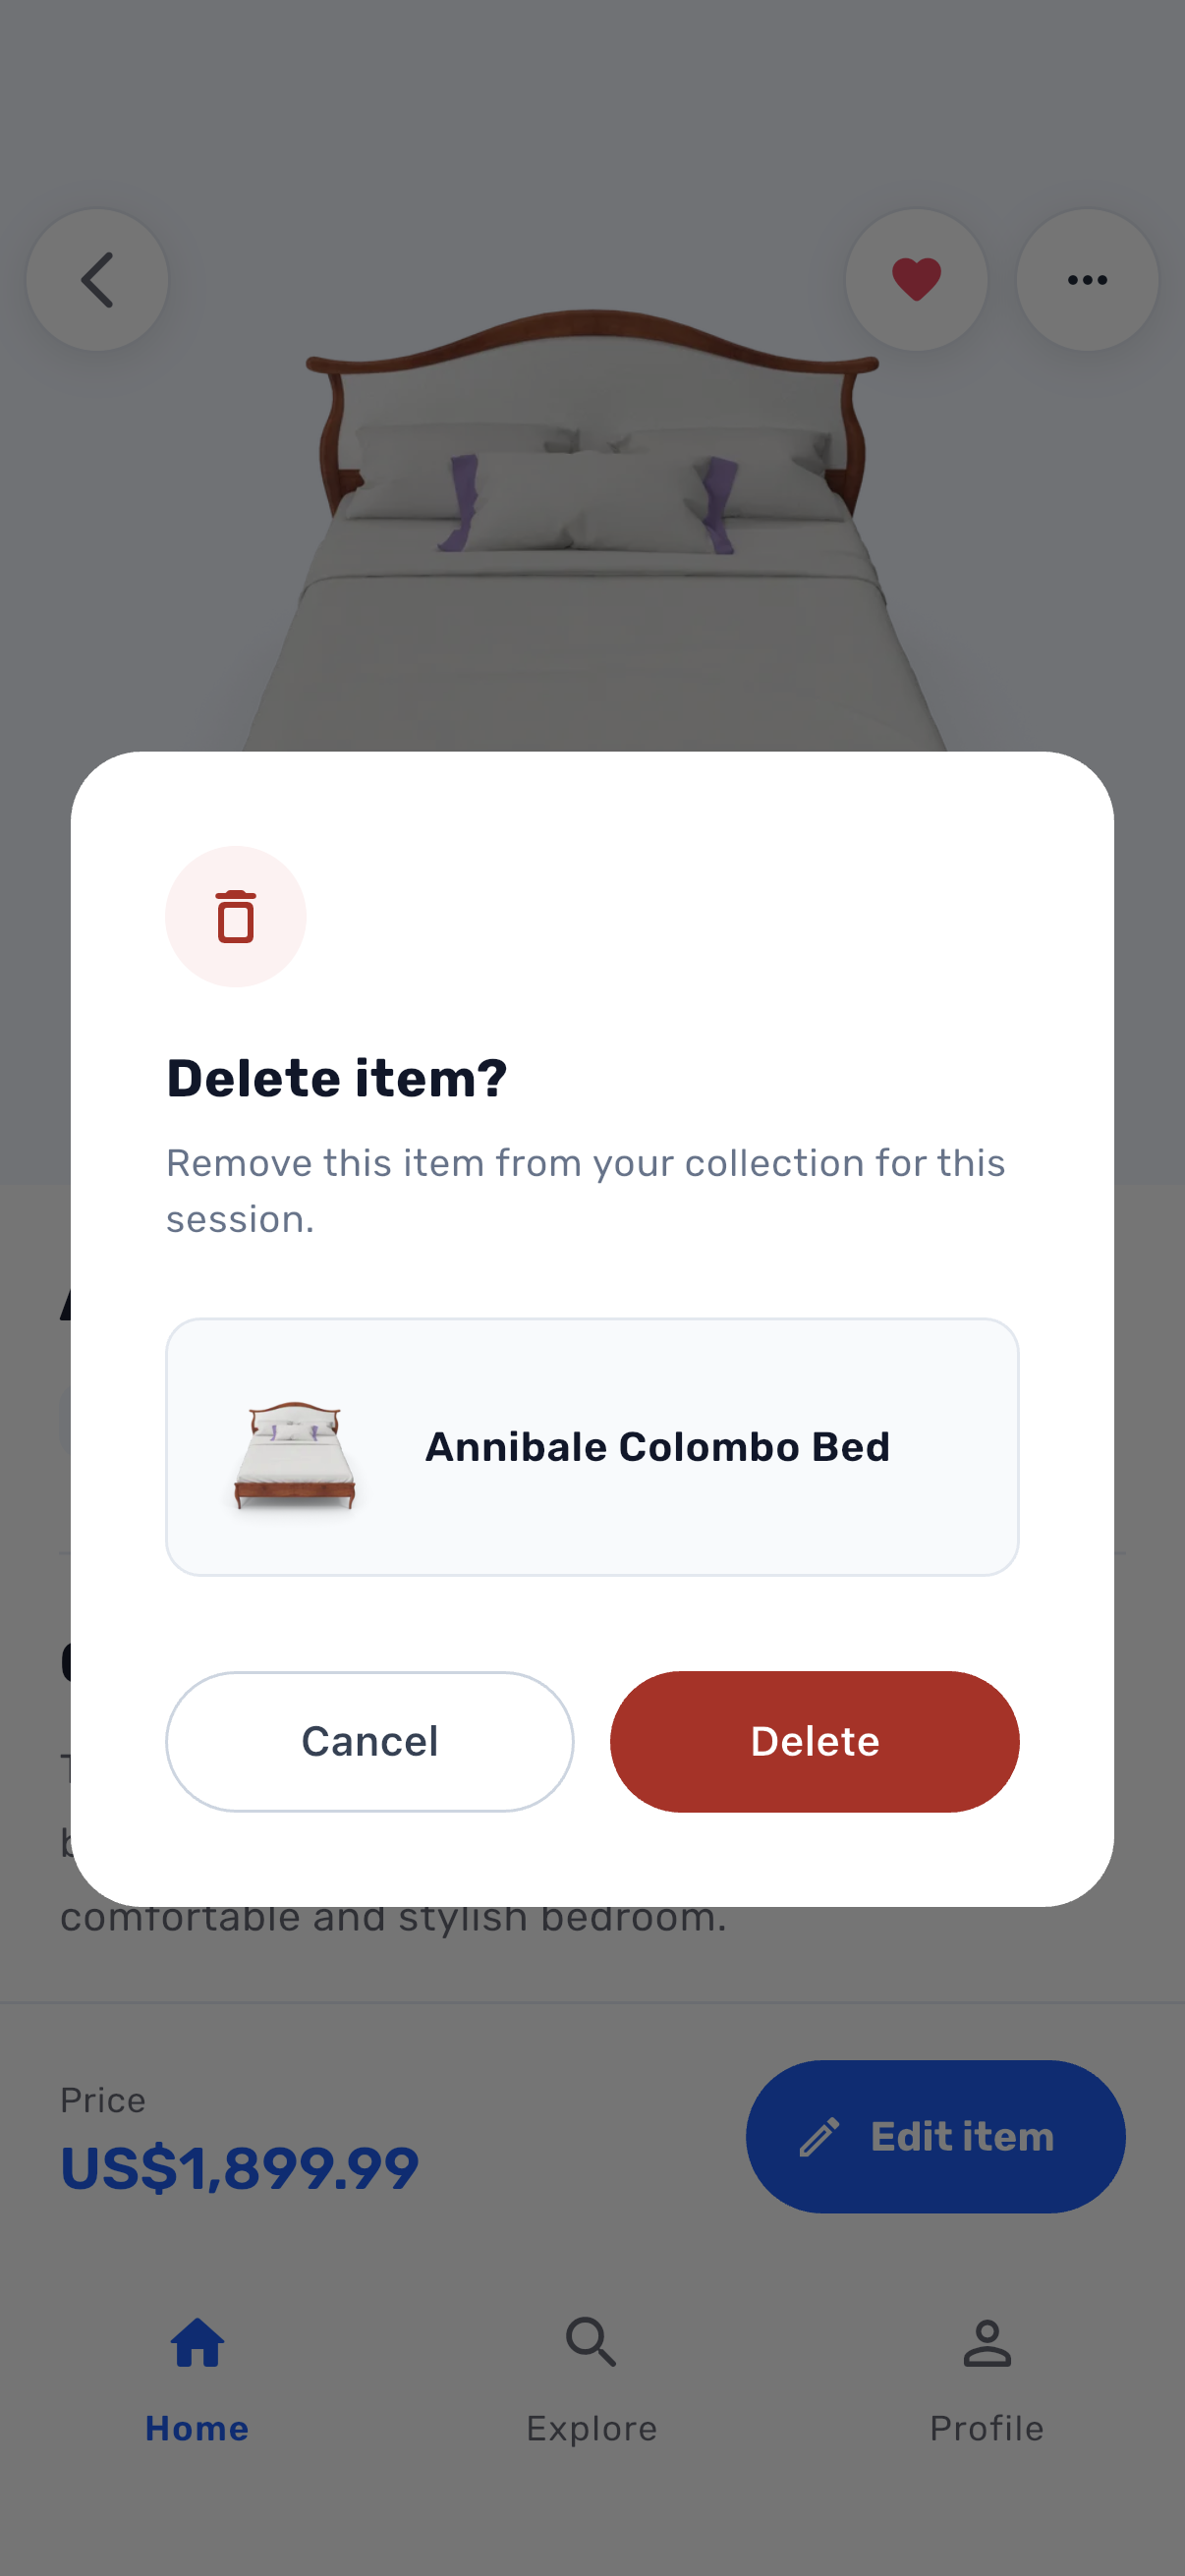 Delete item?
Remove this item from your collection for this
session.
Annibale Colombo Bed
Cancel
Delete
comfortable and stylish bedroom.
Price
US$1,899.99
Edit item
Home
Explore
Profile